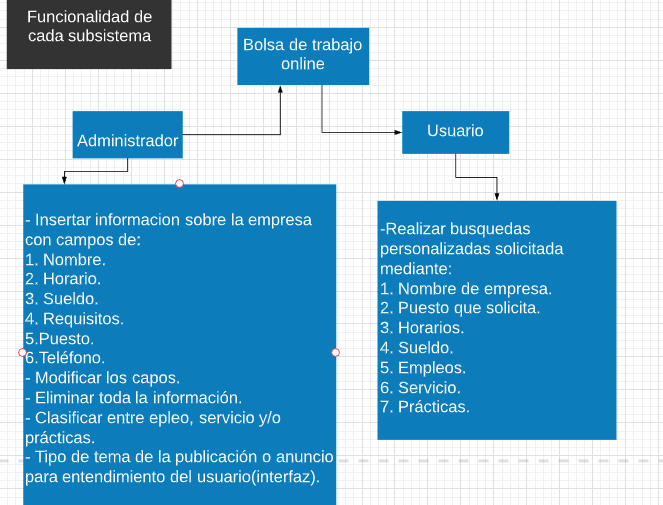 Funcionalidad de
cada subsistema
Bolsa de trabajo
online
Administrador
Usuario
- Insertar informacion sobre la empresa
con campos de:
1. Nombre.
2. Horario.
3. Sueldo.
4. Requisitos.
5.Puesto.
6.Teléfono.
- Modificar los capos.
- Eliminar toda la información.
- Clasificar entre epleo, servicio y/o
prácticas.
- Tipo de tema de la publicación o anuncio
para entendimiento del usuario(interfaz).
-Realizar busquedas
personalizadas solicitada
mediante:
1. Nombre de empresa.
2. Puesto que solicita.
3. Horarios.
4. Sueldo.
5. Empleos.
6. Servicio.
7. Prácticas.